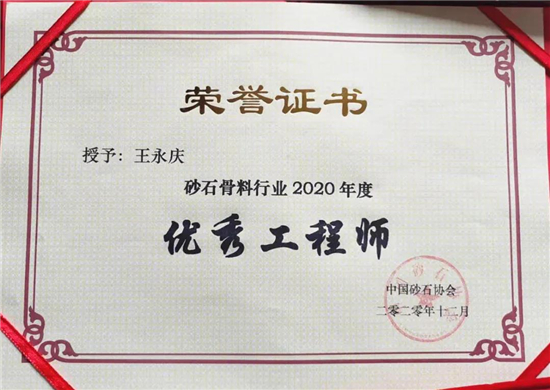 荣誉证书
授予：王永庆
砂石骨料行业2020年度
优秀工程师
中国砂石协会
二零二零年十二月